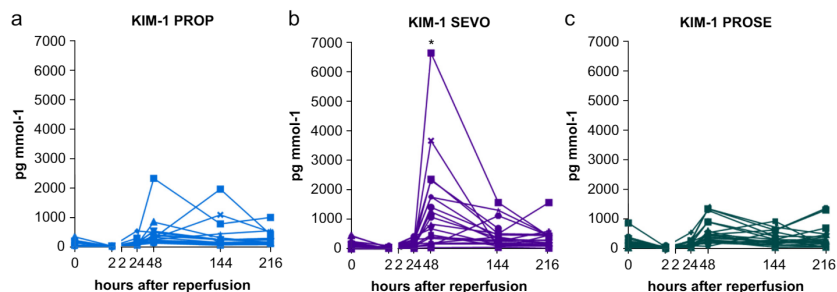 a KIM-1 PROP
b KIM-1 SEVO
c KIM-1 PROSE
7000
6000
5000
4000
3000
2000
1000
0
pg mmol-1
0 2 2 24 48 144 216
hours after reperfusion
7000
6000
5000
4000
3000
2000
1000
0
pg mmol-1
*
0 2 2 24 48 144 216
hours after reperfusion
7000
6000
5000
4000
3000
2000
1000
0
pg mmol-1
0 2 2 24 48 144 216
hours after reperfusion